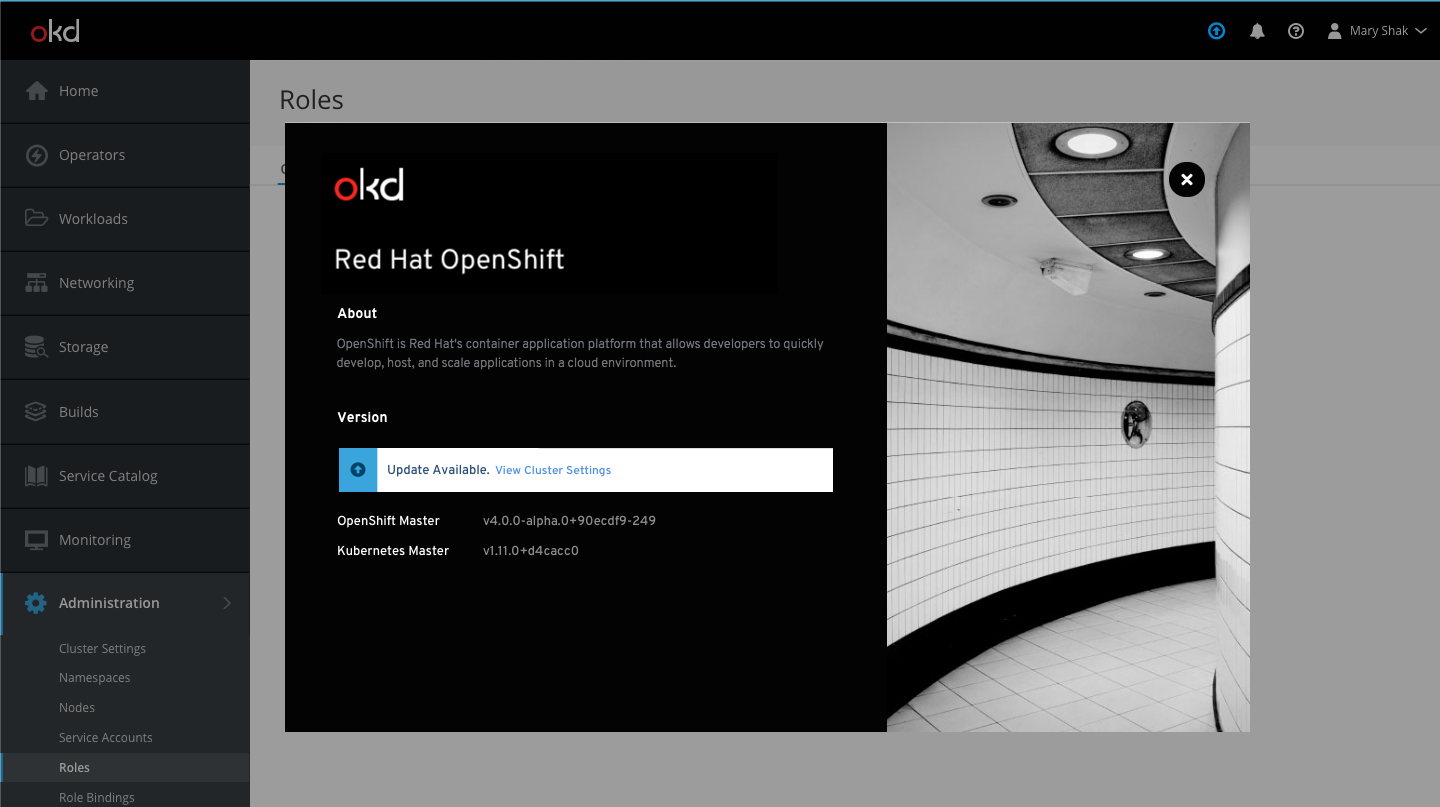 okd
Mary Shak
Home
Operators
Workloads
Networking
Storage
Builds
Service Catalog
Monitoring
Administration
Cluster Settings
Namespaces
Nodes
Service Accounts
Roles
Role Bindings
Roles
okd
Red Hat OpenShift
About
OpenShift is Red Hat's container application platform that allows developers to quickly
develop, host, and scale applications in a cloud environment.
Version
Update Available. View Cluster Settings
OpenShift Master v4.0.0-alpha.0+90ecdf9-249
Kubernetes Master v1.11.0+d4cacc0